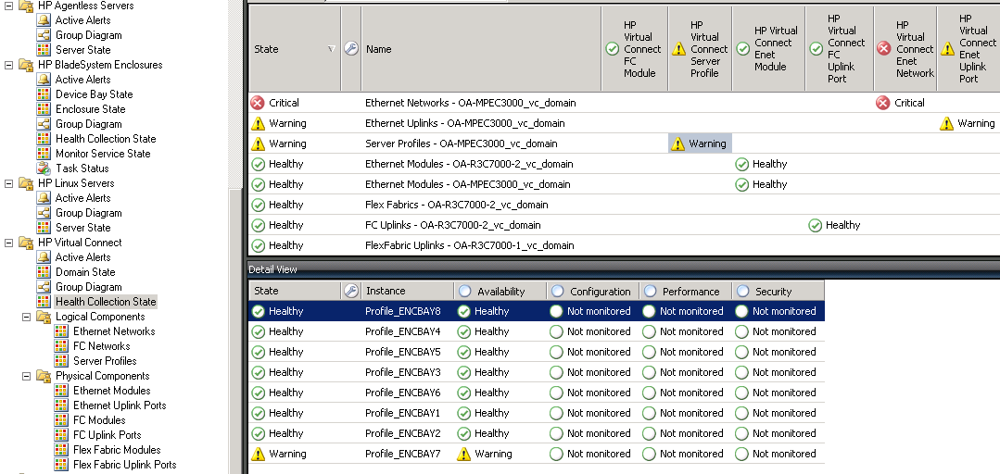 HP Agentless Servers
Active Alerts
Group Diagram
Server State
HP BladeSystem Enclosures
Active Alerts
Device Bay State
Enclosure State
Group Diagram
Health Collection State
Monitor Service State
Task Status
HP Linux Servers
Active Alerts
Group Diagram
Server State
HP Virtual Connect
Active Alerts
Domain State
Group Diagram
Health Collection State
Logical Components
Ethernet Networks
FC Networks
Server Profiles
Physical Components
Ethernet Modules
Ethernet Uplink Ports
FC Modules
FC Uplink Ports
Flex Fabric Modules
Flex Fabric Uplink Ports
State Name HP Virtual Connect FC Module HP Virtual Connect Server Profile HP Virtual Connect Enet Module HP Virtual Connect FC Uplink Port HP Virtual Connect Enet Network HP Virtual Connect Enet Uplink Port
Critical Ethernet Networks - OA-MPEC3000_vc_domain Critical
Warning Ethernet Uplinks - OA-MPEC3000_vc_domain Warning
Warning Server Profiles - OA-MPEC3000_vc_domain Warning
Healthy Ethernet Modules - OA-R3C7000-2_vc_domain Healthy
Healthy Ethernet Modules - OA-MPEC3000_vc_domain Healthy
Healthy Flex Fabrics - OA-R3C7000-2_vc_domain
Healthy FC Uplinks - OA-R3C7000-2_vc_domain Healthy
Healthy FlexFabric Uplinks - OA-R3C7000-1_vc_domain
Detail View
State Instance Availability Configuration Performance Security
Healthy Profile_ENCBAY8 Healthy Not monitored Not monitored Not monitored
Healthy Profile_ENCBAY4 Healthy Not monitored Not monitored Not monitored
Healthy Profile_ENCBAY5 Healthy Not monitored Not monitored Not monitored
Healthy Profile_ENCBAY3 Healthy Not monitored Not monitored Not monitored
Healthy Profile_ENCBAY6 Healthy Not monitored Not monitored Not monitored
Healthy Profile_ENCBAY1 Healthy Not monitored Not monitored Not monitored
Healthy Profile_ENCBAY2 Healthy Not monitored Not monitored Not monitored
Warning Profile_ENCBAY7 Warning Not monitored Not monitored Not monitored